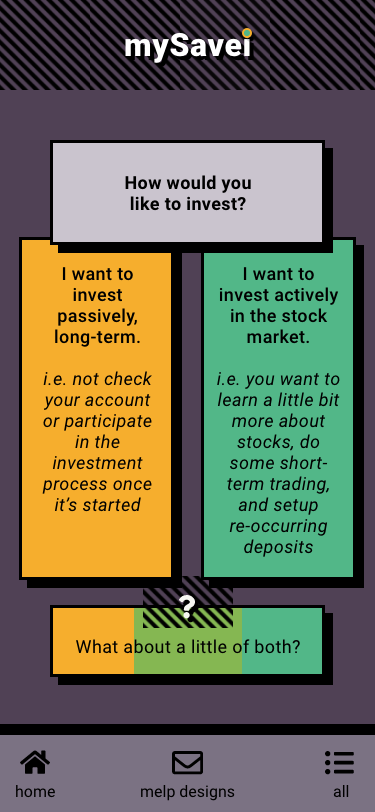 mySavei
How would you
like to invest?
I want to
invest
passively,
long-term.
i.e. not check
your account
or participate
in the
investment
process once
it's started
I want to
invest actively
in the stock
market.
i.e. you want to
learn a little bit
more about
stocks, do
some short-
term trading,
and setup
re-occurring
deposits
?
What about a little of both?
home
melp designs
all